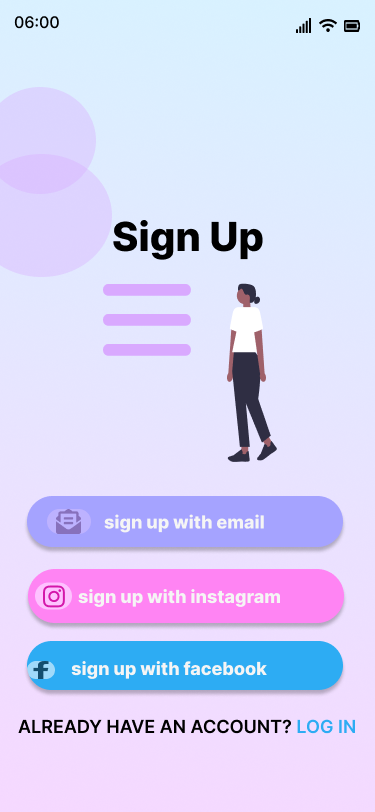 06:00
Sign Up
sign up with email
sign up with instagram
sign up with facebook
ALREADY HAVE AN ACCOUNT? LOG IN